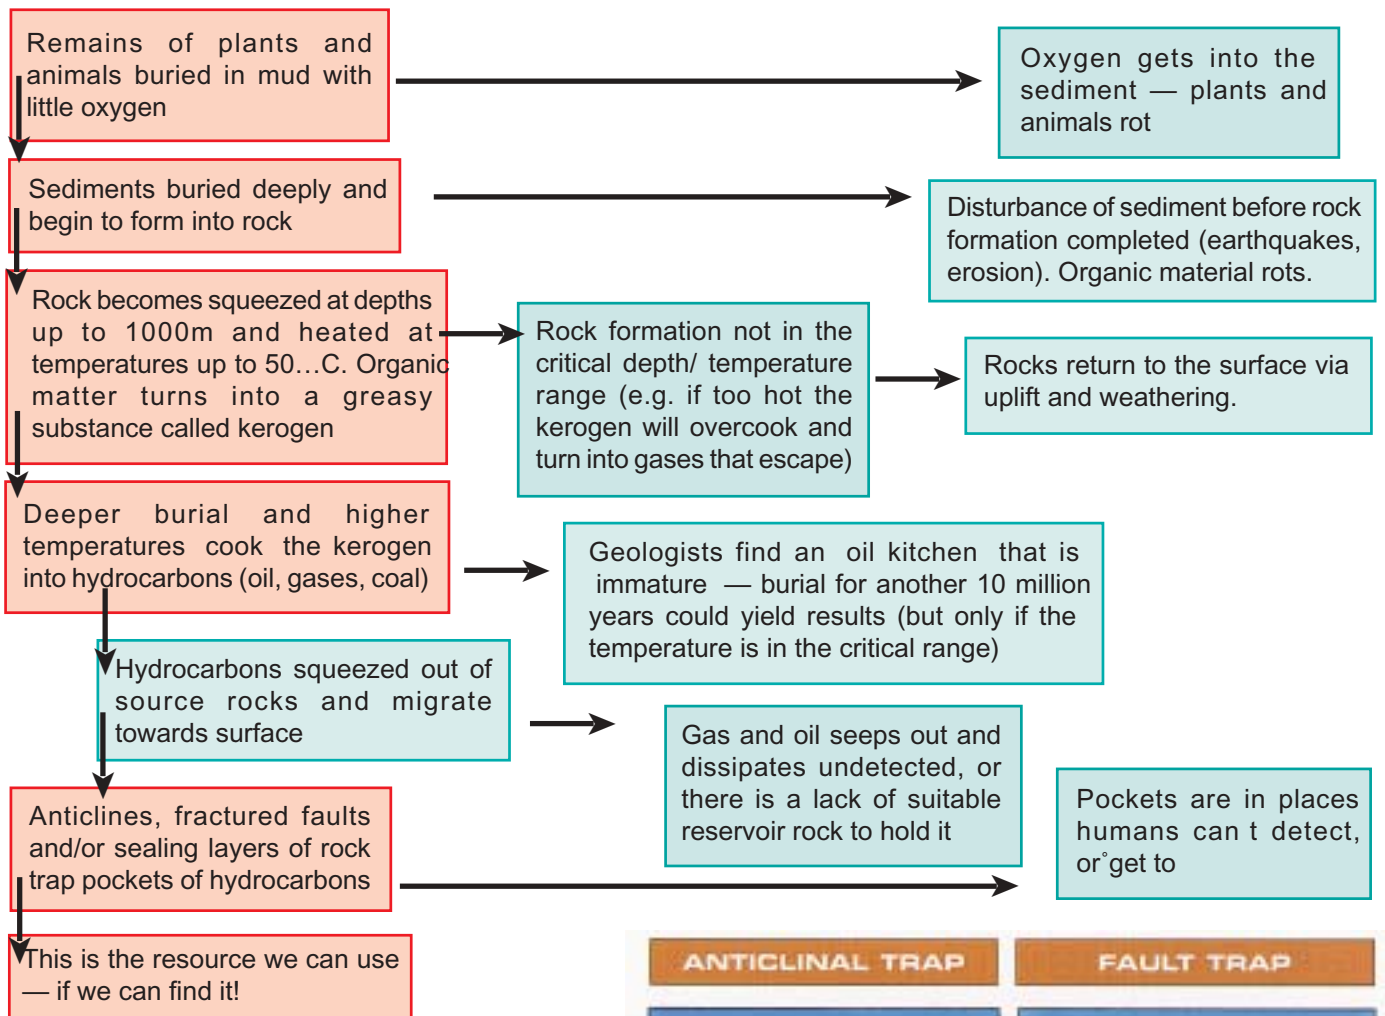 Remains of plants and
animals buried in mud with
little oxygen
Oxygen gets into the
sediment — plants and
animals rot
Sediments buried deeply and
begin to form into rock
Disturbance of sediment before rock
formation completed (earthquakes,
erosion). Organic material rots.
Rock becomes squeezed at depths
up to 1000m and heated at
temperatures up to 50...C. Organic
matter turns into a greasy
substance called kerogen
Rock formation not in the
critical depth/ temperature
range (e.g. if too hot the
kerogen will overcook and
turn into gases that escape)
Rocks return to the surface via
uplift and weathering.
Deeper burial and higher
temperatures cook the kerogen
into hydrocarbons (oil, gases, coal)
Geologists find an oil kitchen that is
immature — burial for another 10 million
years could yield results (but only if the
temperature is in the critical range)
Hydrocarbons squeezed out of
source rocks and migrate
towards surface
Gas and oil seeps out and
dissipates undetected, or
there is a lack of suitable
reservoir rock to hold it
Anticlines, fractured faults
and/or sealing layers of rock
trap pockets of hydrocarbons
Pockets are in places
humans can t detect,
or˚get to
This is the resource we can use
— if we can find it!
ANTICLINAL TRAP
FAULT TRAP